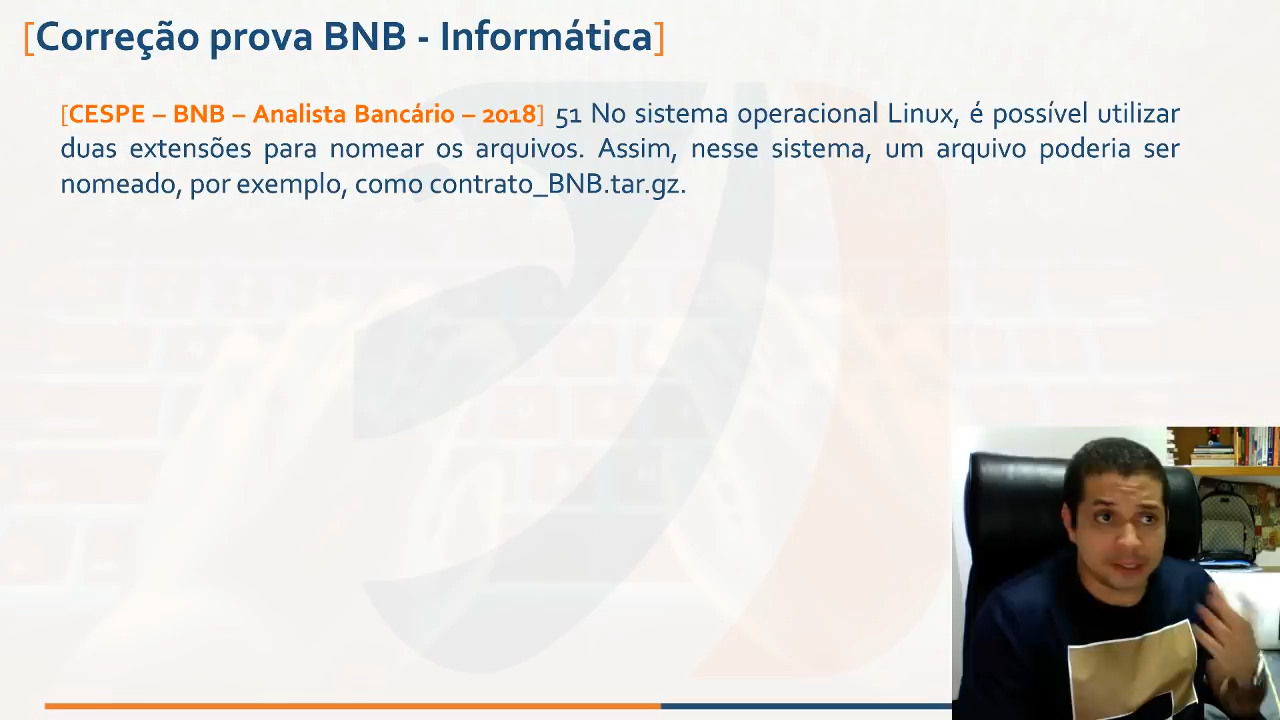 [Correção prova BNB - Informática]
[CESPE – BNB – Analista Bancário – 2018] 51 No sistema operacional Linux, é possível utilizar
duas extensões para nomear os arquivos. Assim, nesse sistema, um arquivo poderia ser
nomeado, por exemplo, como contrato_BNB.tar.gz.